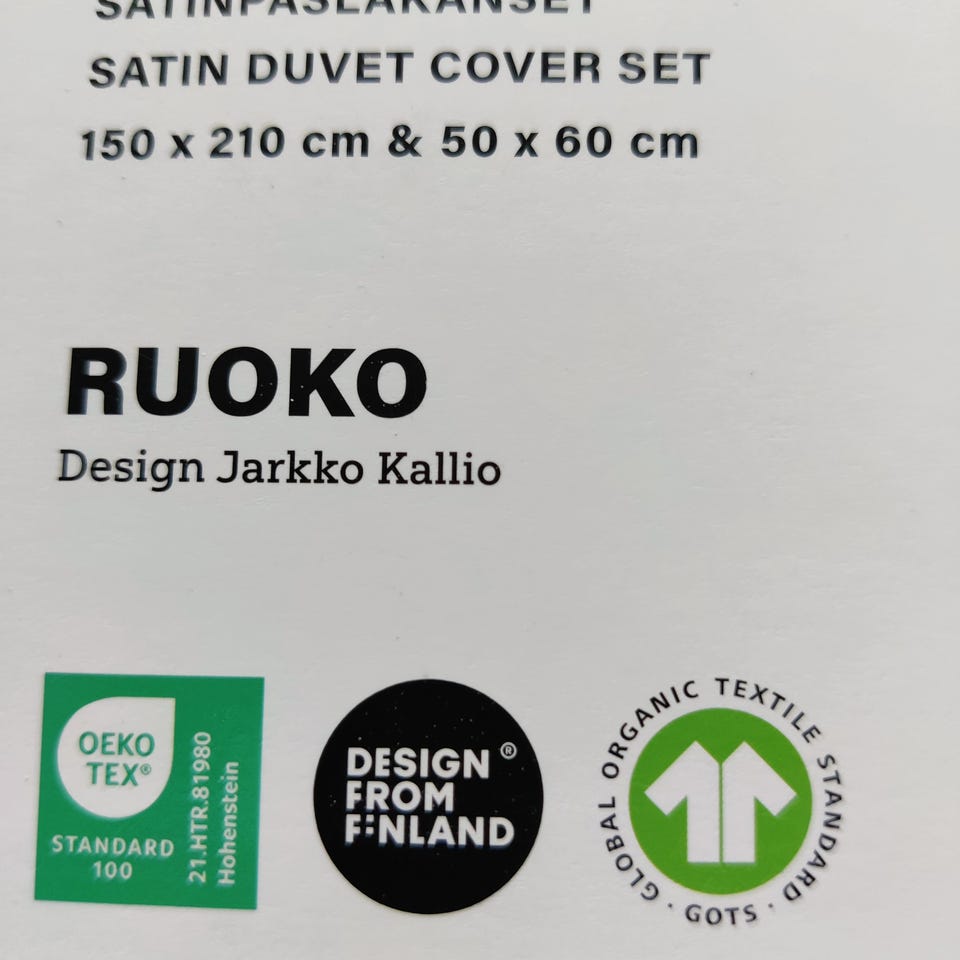 SATINPÅSLAKANSET
SATIN DUVET COVER SET
150 x 210 cm & 50 x 60 cm
RUOKO
Design Jarkko Kallio
OEKO
TEX®
STANDARD
100
21.HTR.81980
Hohenstein
DESIGN ®
FROM
FINLAND
GLOBAL ORGANIC TEXTILE STANDARD · GOTS ·